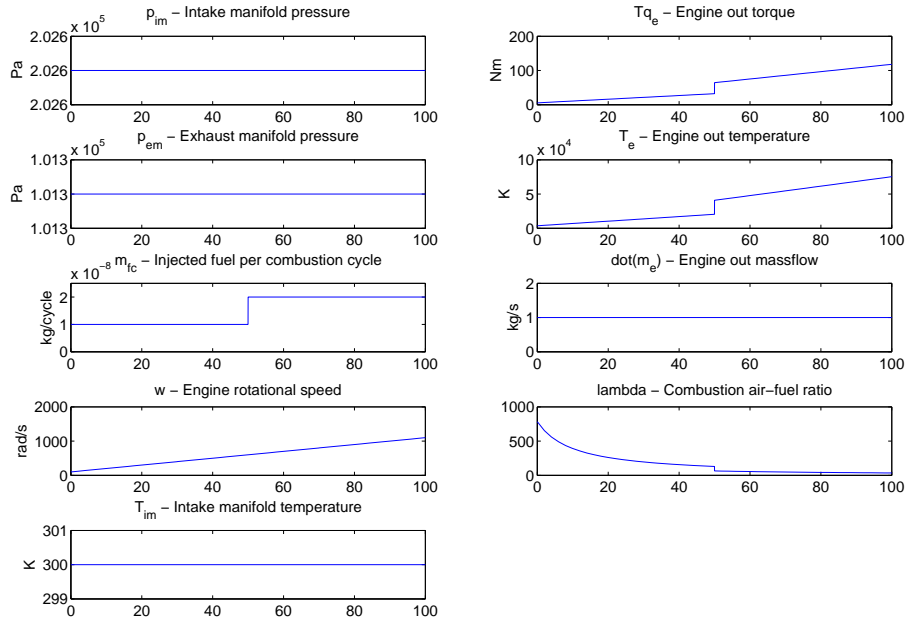 p_im − Intake manifold pressure
x 10^5
2.026
2.026
2.026
Pa
0 20 40 60 80 100
p_em − Exhaust manifold pressure
x 10^5
1.013
1.013
1.013
Pa
0 20 40 60 80 100
x 10^−8 m_fc − Injected fuel per combustion cycle
2
1
0
kg/cycle
0 20 40 60 80 100
w − Engine rotational speed
2000
1000
0
rad/s
0 20 40 60 80 100
T_im − Intake manifold temperature
301
300
299
K
0 20 40 60 80 100
Tq_e − Engine out torque
200
100
0
Nm
0 20 40 60 80 100
T_e − Engine out temperature
x 10^4
10
5
0
K
0 20 40 60 80 100
dot(m_e) − Engine out massflow
2
1
0
kg/s
0 20 40 60 80 100
lambda − Combustion air−fuel ratio
1000
500
0
0 20 40 60 80 100